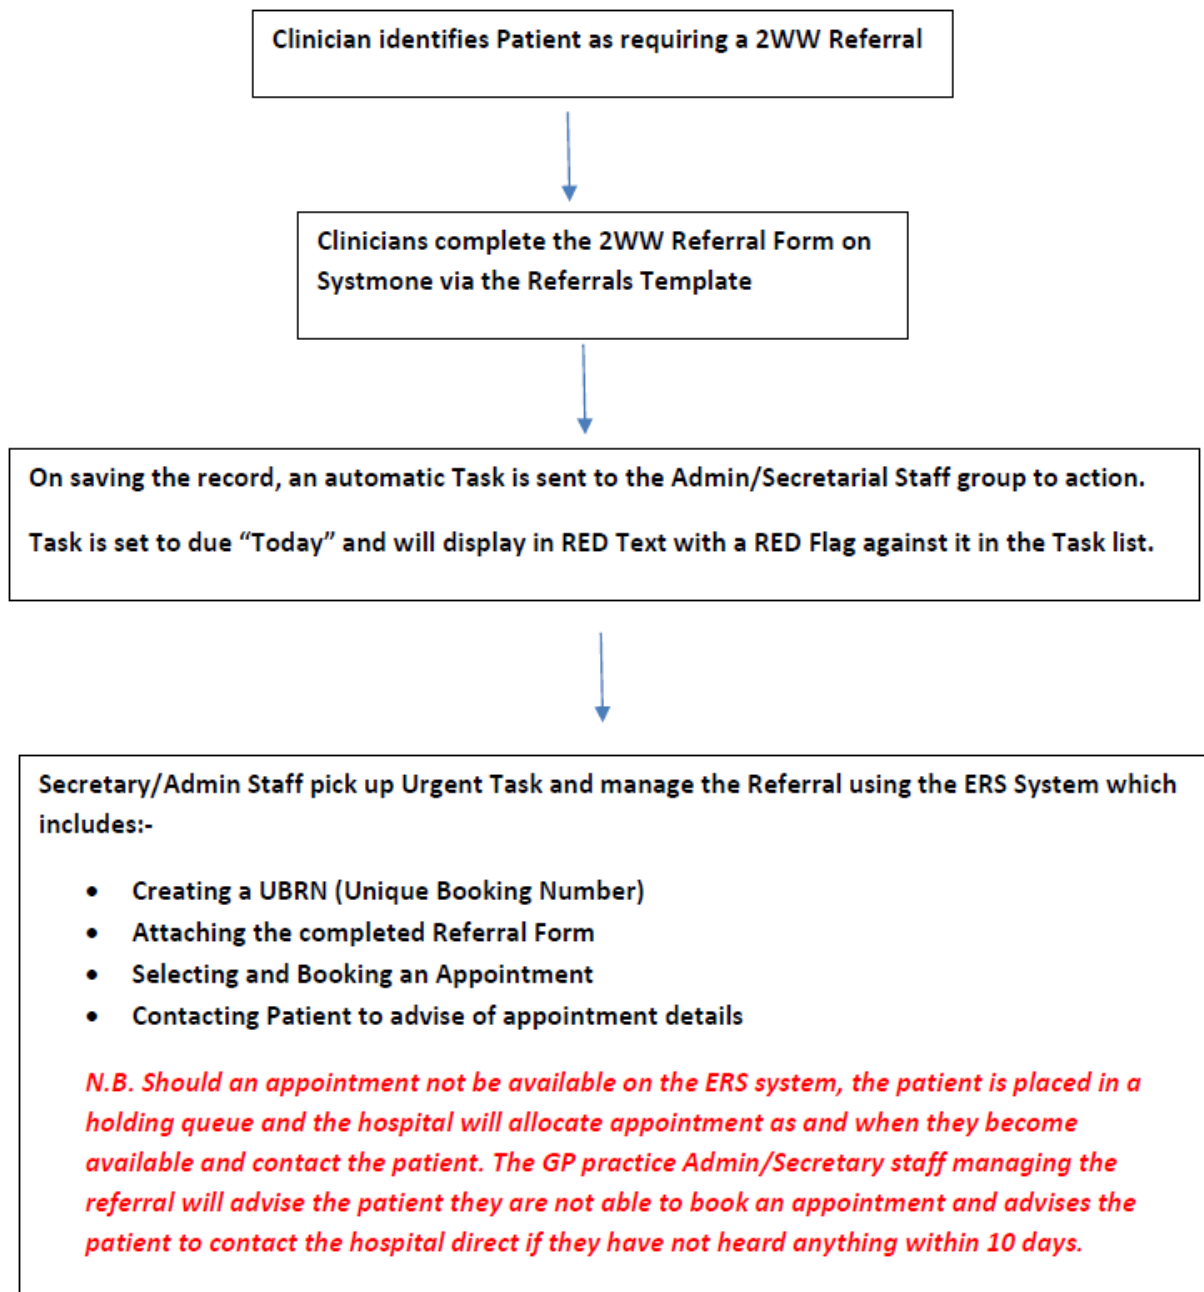 Clinician identifies Patient as requiring a 2WW Referral
Clinicians complete the 2WW Referral Form on
Systmone via the Referrals Template
On saving the record, an automatic Task is sent to the Admin/Secretarial Staff group to action.
Task is set to due “Today” and will display in RED Text with a RED Flag against it in the Task list.
Secretary/Admin Staff pick up Urgent Task and manage the Referral using the ERS System which
includes:-
• Creating a UBRN (Unique Booking Number)
• Attaching the completed Referral Form
• Selecting and Booking an Appointment
• Contacting Patient to advise of appointment details
N.B. Should an appointment not be available on the ERS system, the patient is placed in a
holding queue and the hospital will allocate appointment as and when they become
available and contact the patient. The GP practice Admin/Secretary staff managing the
referral will advise the patient they are not able to book an appointment and advises the
patient to contact the hospital direct if they have not heard anything within 10 days.